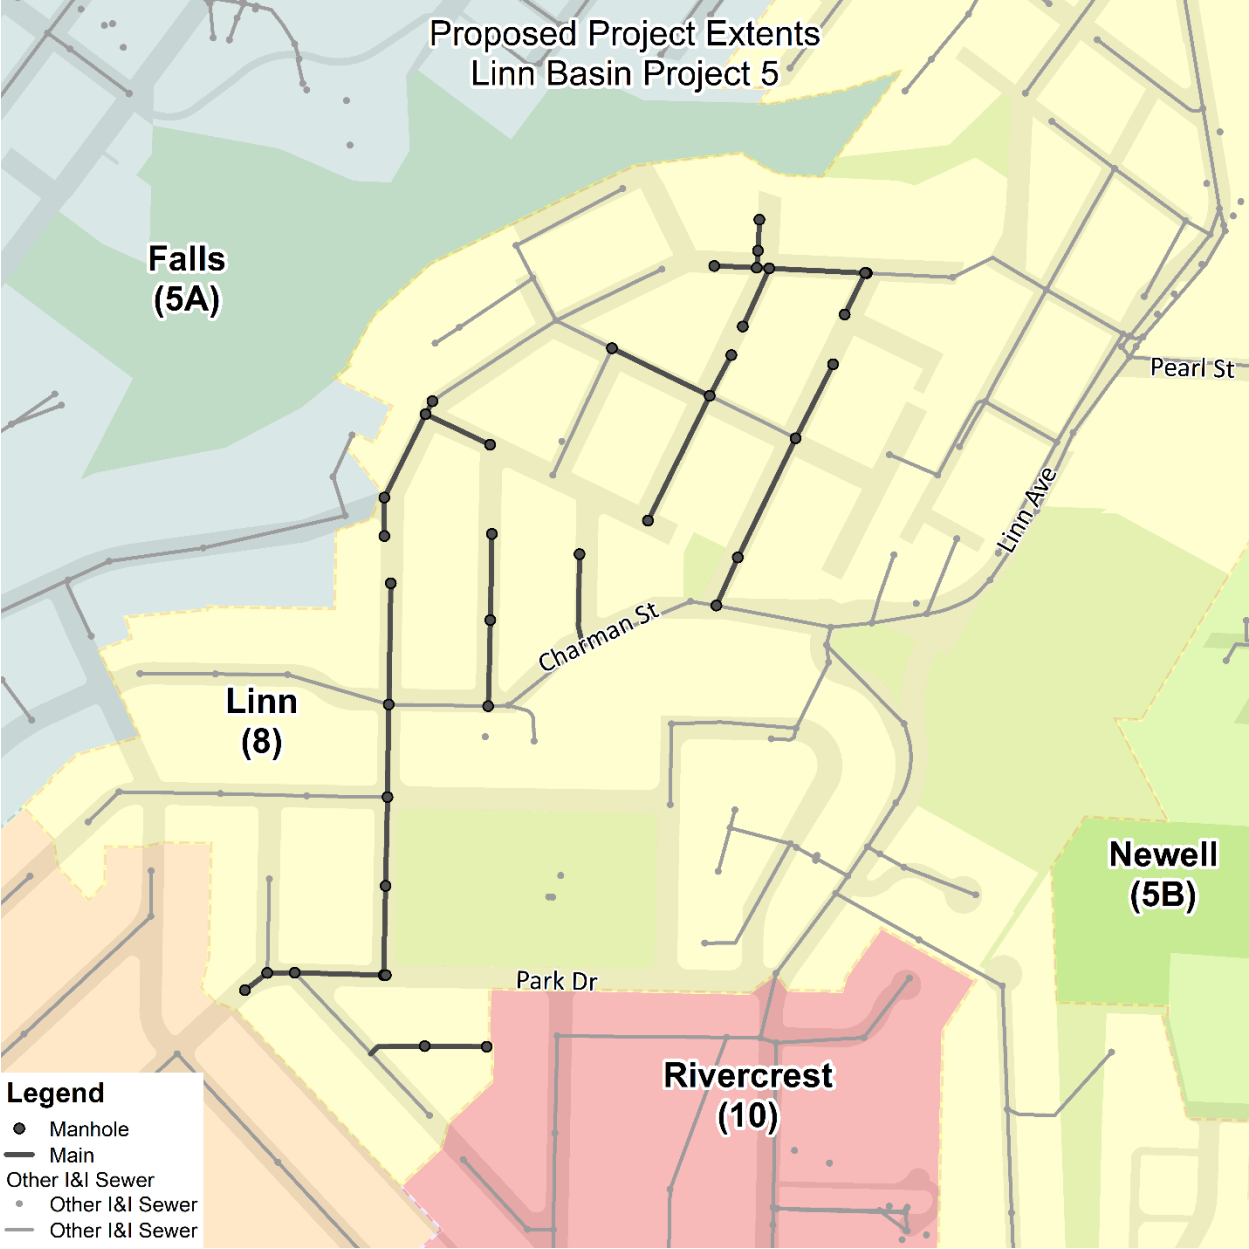 Proposed Project Extents
Linn Basin Project 5
Falls
(5A)
Pearl St
Linn Ave
Charman St
Linn
(8)
Newell
(5B)
Park Dr
Rivercrest
(10)
Legend
Manhole
Main
Other I&I Sewer
Other I&I Sewer
Other I&I Sewer